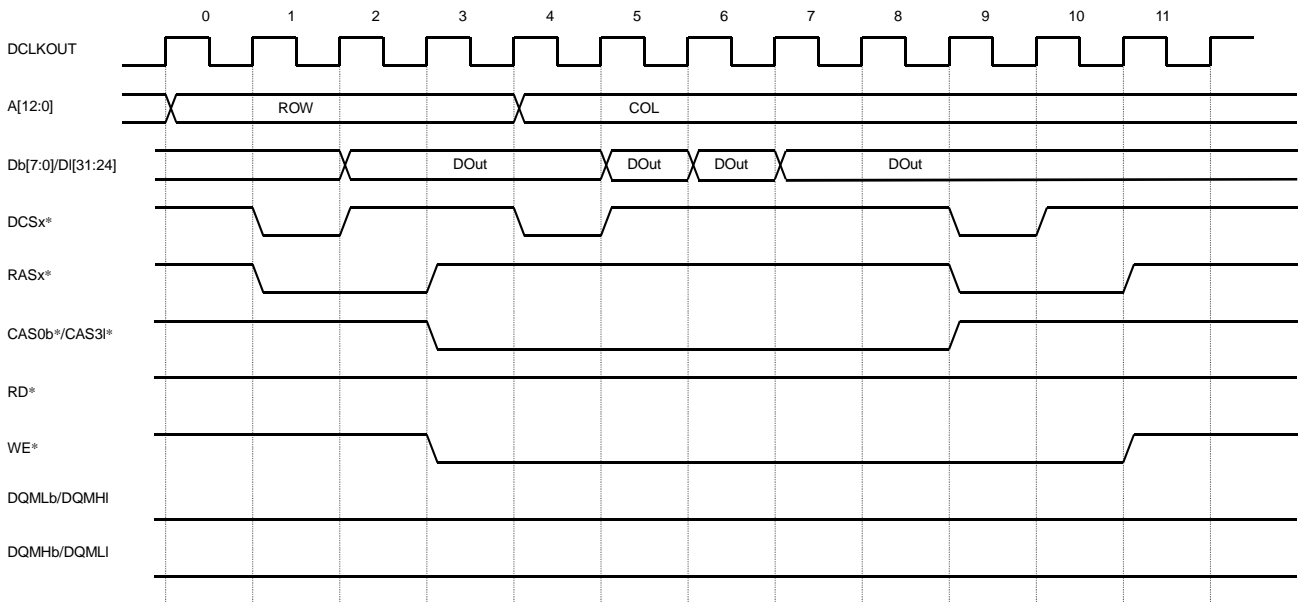 0 1 2 3 4 5 6 7 8 9 10 11
DCLKOUT
A[12:0] ROW COL
Db[7:0]/Dl[31:24] DOut DOut DOut DOut
DCSx*
RASx*
CAS0b*/CAS3l*
RD*
WE*
DQMLb/DQMHl
DQMHb/DQMLl